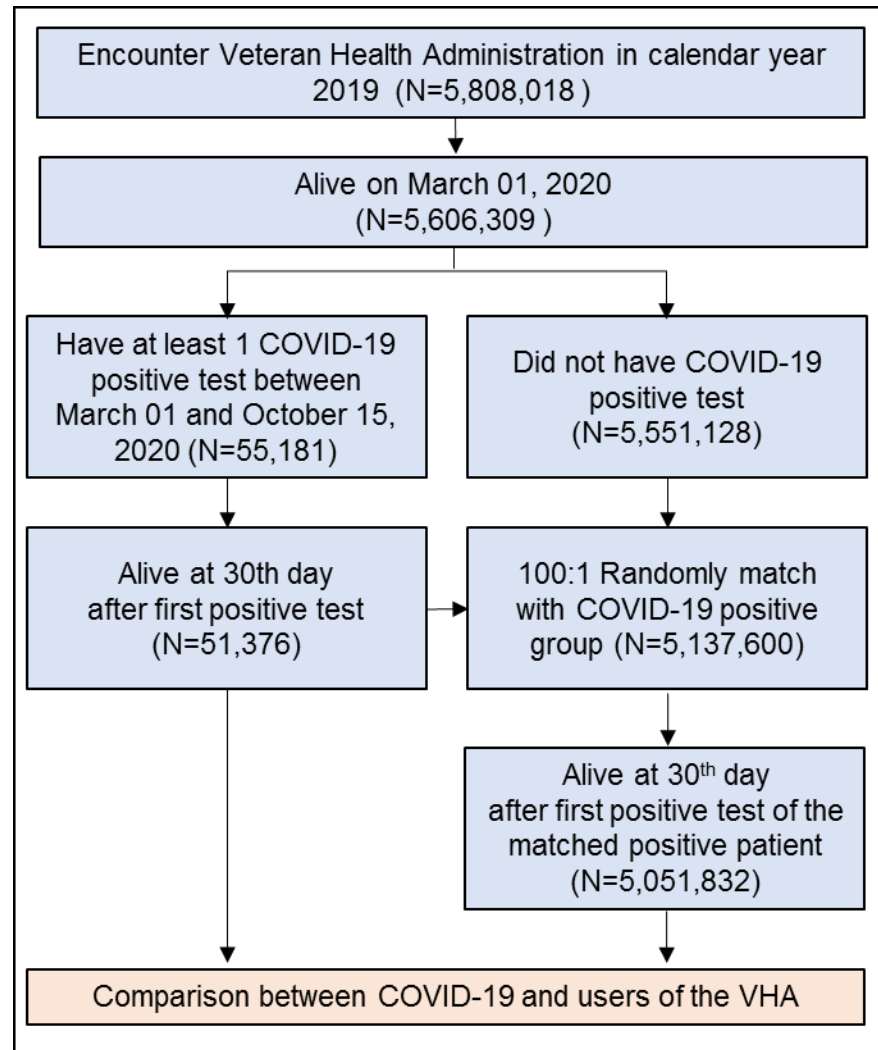 Encounter Veteran Health Administration in calendar year
2019 (N=5,808,018 )
Alive on March 01, 2020
(N=5,606,309 )
Have at least 1 COVID-19
positive test between
March 01 and October 15,
2020 (N=55,181)
Did not have COVID-19
positive test
(N=5,551,128)
Alive at 30th day
after first positive test
(N=51,376)
100:1 Randomly match
with COVID-19 positive
group (N=5,137,600)
Alive at 30th day
after first positive test of the
matched positive patient
(N=5,051,832)
Comparison between COVID-19 and users of the VHA